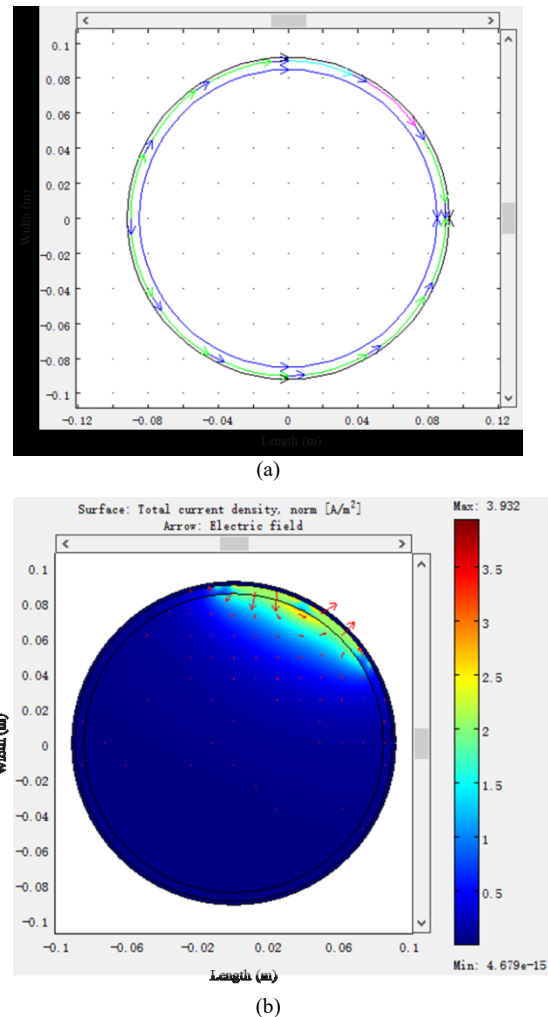 0.1
0.08
0.06
0.04
0.02
0
-0.02
-0.04
-0.06
-0.08
-0.1
Width (m)
-0.12 -0.08 -0.04 0 0.04 0.08 0.12
Length (m)
(a)
Surface: Total current density, norm [A/m²]
Arrow: Electric field
Max: 3.932
0.1
0.08
0.06
0.04
0.02
0
-0.02
-0.04
-0.06
-0.08
-0.1
Width (m)
-0.1 -0.06 -0.02 0.02 0.06 0.1
Length (m)
3.5
3
2.5
2
1.5
1
0.5
Min: 4.679e-15
(b)